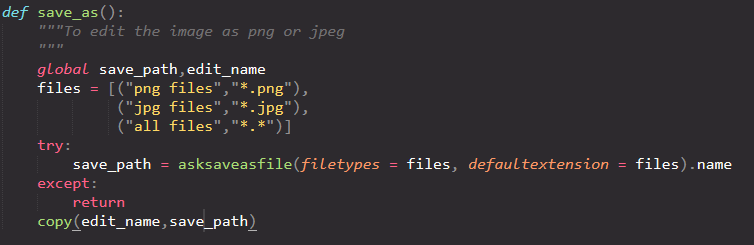 def save_as():
    """To edit the image as png or jpeg
    """
    global save_path,edit_name
    files = [("png files","*.png"),
             ("jpg files","*.jpg"),
             ("all files","*.*")]
    try:
        save_path = asksaveasfile(filetypes = files, defaultextension = files).name
    except:
        return
    copy(edit_name,save_path)